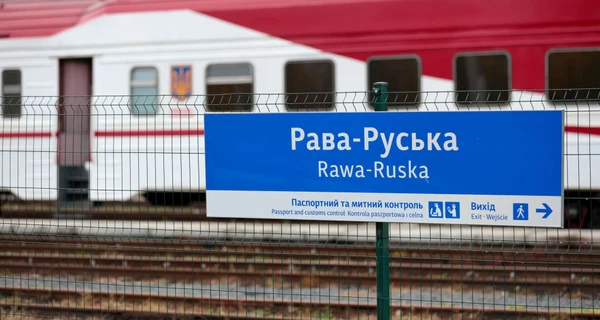 Рава-Руська
Rawa-Ruska
Паспортний та митний контроль
Passport and customs control · Kontrola paszportowa i celna
Вихід
Exit · Wejście